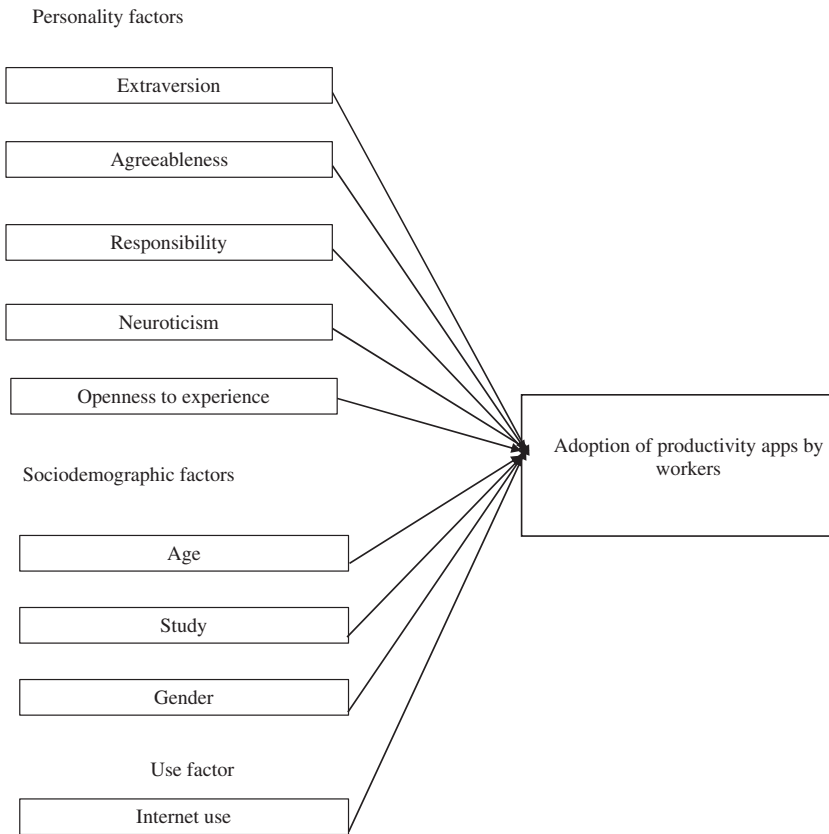 Personality factors
Extraversion
Agreeableness
Responsibility
Neuroticism
Openness to experience
Adoption of productivity apps by
workers
Sociodemographic factors
Age
Study
Gender
Use factor
Internet use